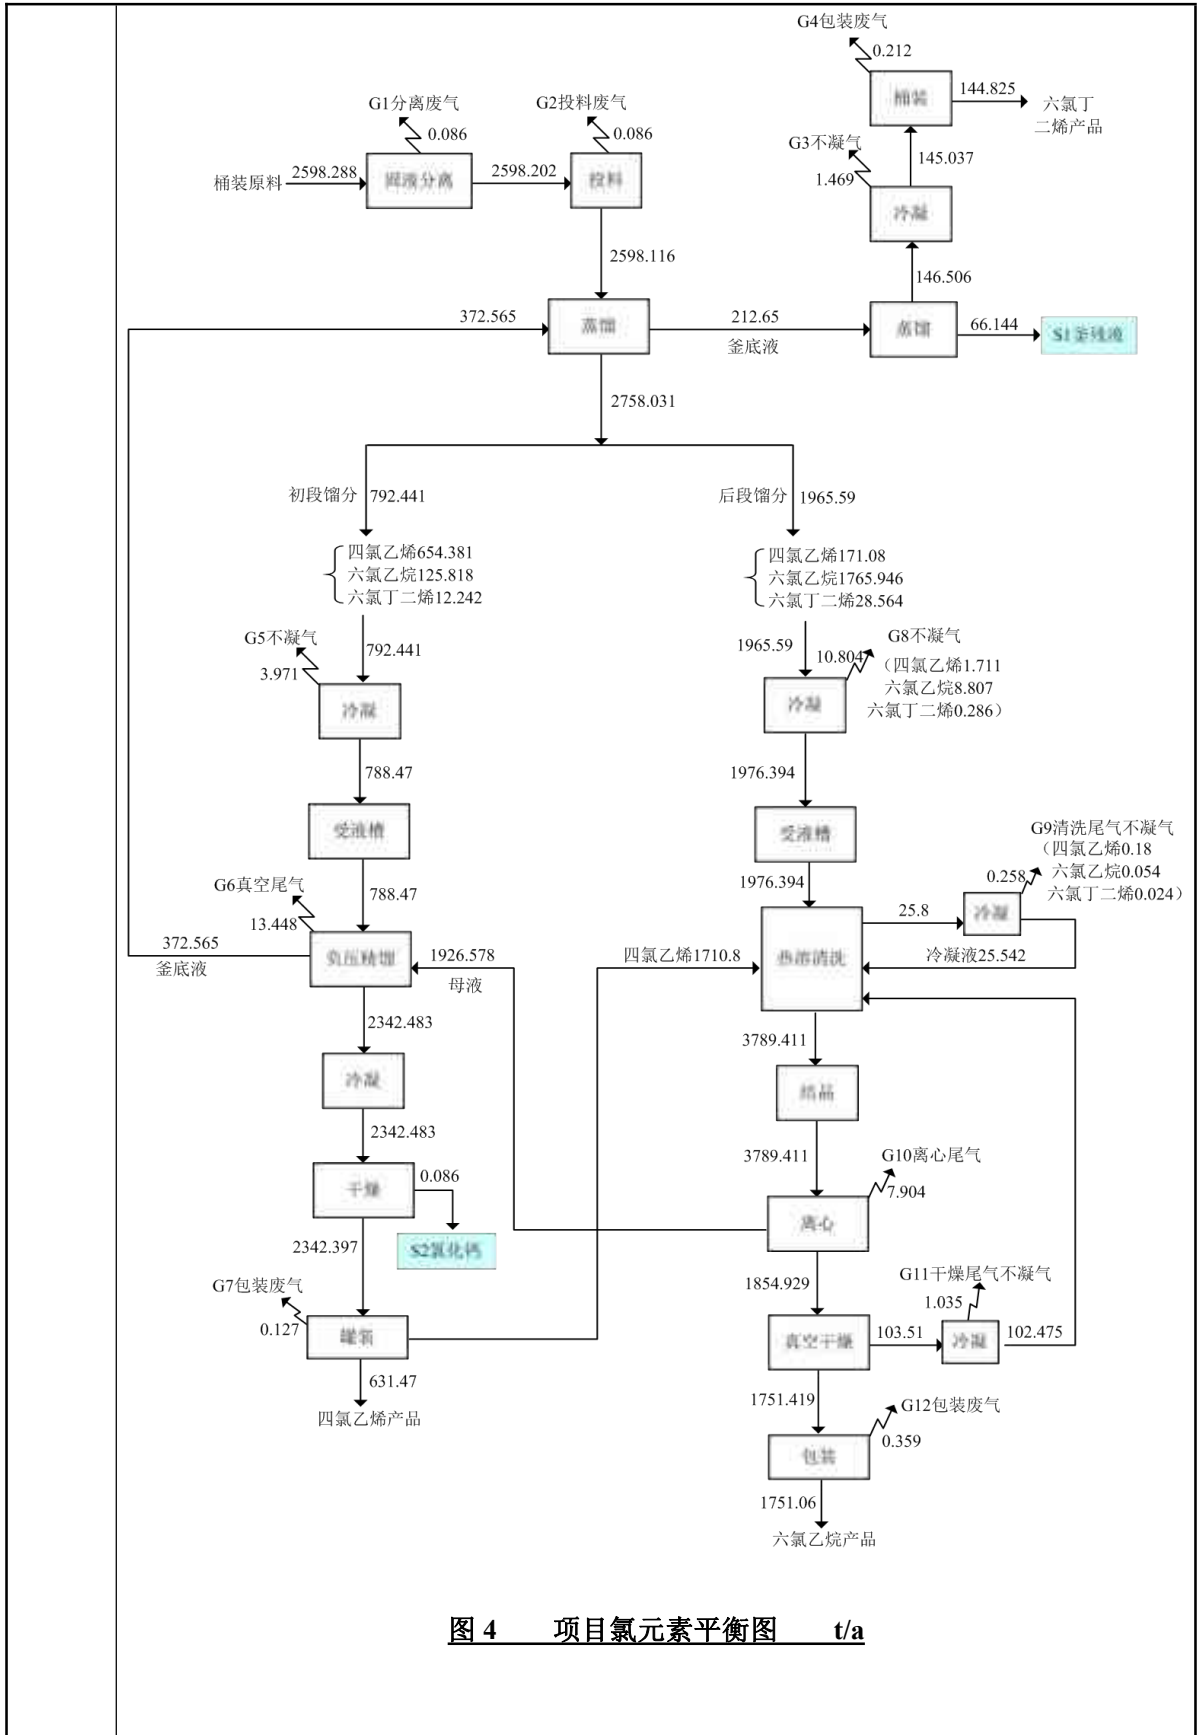 G4包装废气
0.212
桶装
144.825
六氯丁
二烯产品
G1分离废气
0.086
G2投料废气
0.086
G3不凝气
1.469
145.037
桶装原料
2598.288
固液分离
2598.202
投料
冷凝
2598.116
146.506
372.565
蒸馏
212.65
釜底液
蒸馏
66.144
S1釜残液
2758.031
初段馏分
792.441
后段馏分
1965.59
四氯乙烯654.381
六氯乙烷125.818
六氯丁二烯12.242
四氯乙烯171.08
六氯乙烷1765.946
六氯丁二烯28.564
G5不凝气
3.971
792.441
1965.59
G8不凝气
10.804
(四氯乙烯1.711
六氯乙烷8.807
六氯丁二烯0.286)
冷凝
冷凝
788.47
1976.394
受液槽
受液槽
G9清洗尾气不凝气
(四氯乙烯0.18
六氯乙烷0.054
六氯丁二烯0.024)
0.258
G6真空尾气
13.448
788.47
1976.394
25.8
冷凝
372.565
釜底液
负压精馏
1926.578
母液
四氯乙烯1710.8
热溶清洗
冷凝液25.542
2342.483
3789.411
冷凝
结晶
2342.483
3789.411
干燥
0.086
S2氯化钙
G10离心尾气
7.904
离心
2342.397
1854.929
G11干燥尾气不凝气
1.035
G7包装废气
0.127
罐装
真空干燥
103.51
冷凝
102.475
631.47
四氯乙烯产品
1751.419
G12包装废气
0.359
包装
1751.06
六氯乙烷产品
图 4 项目氯元素平衡图 t/a